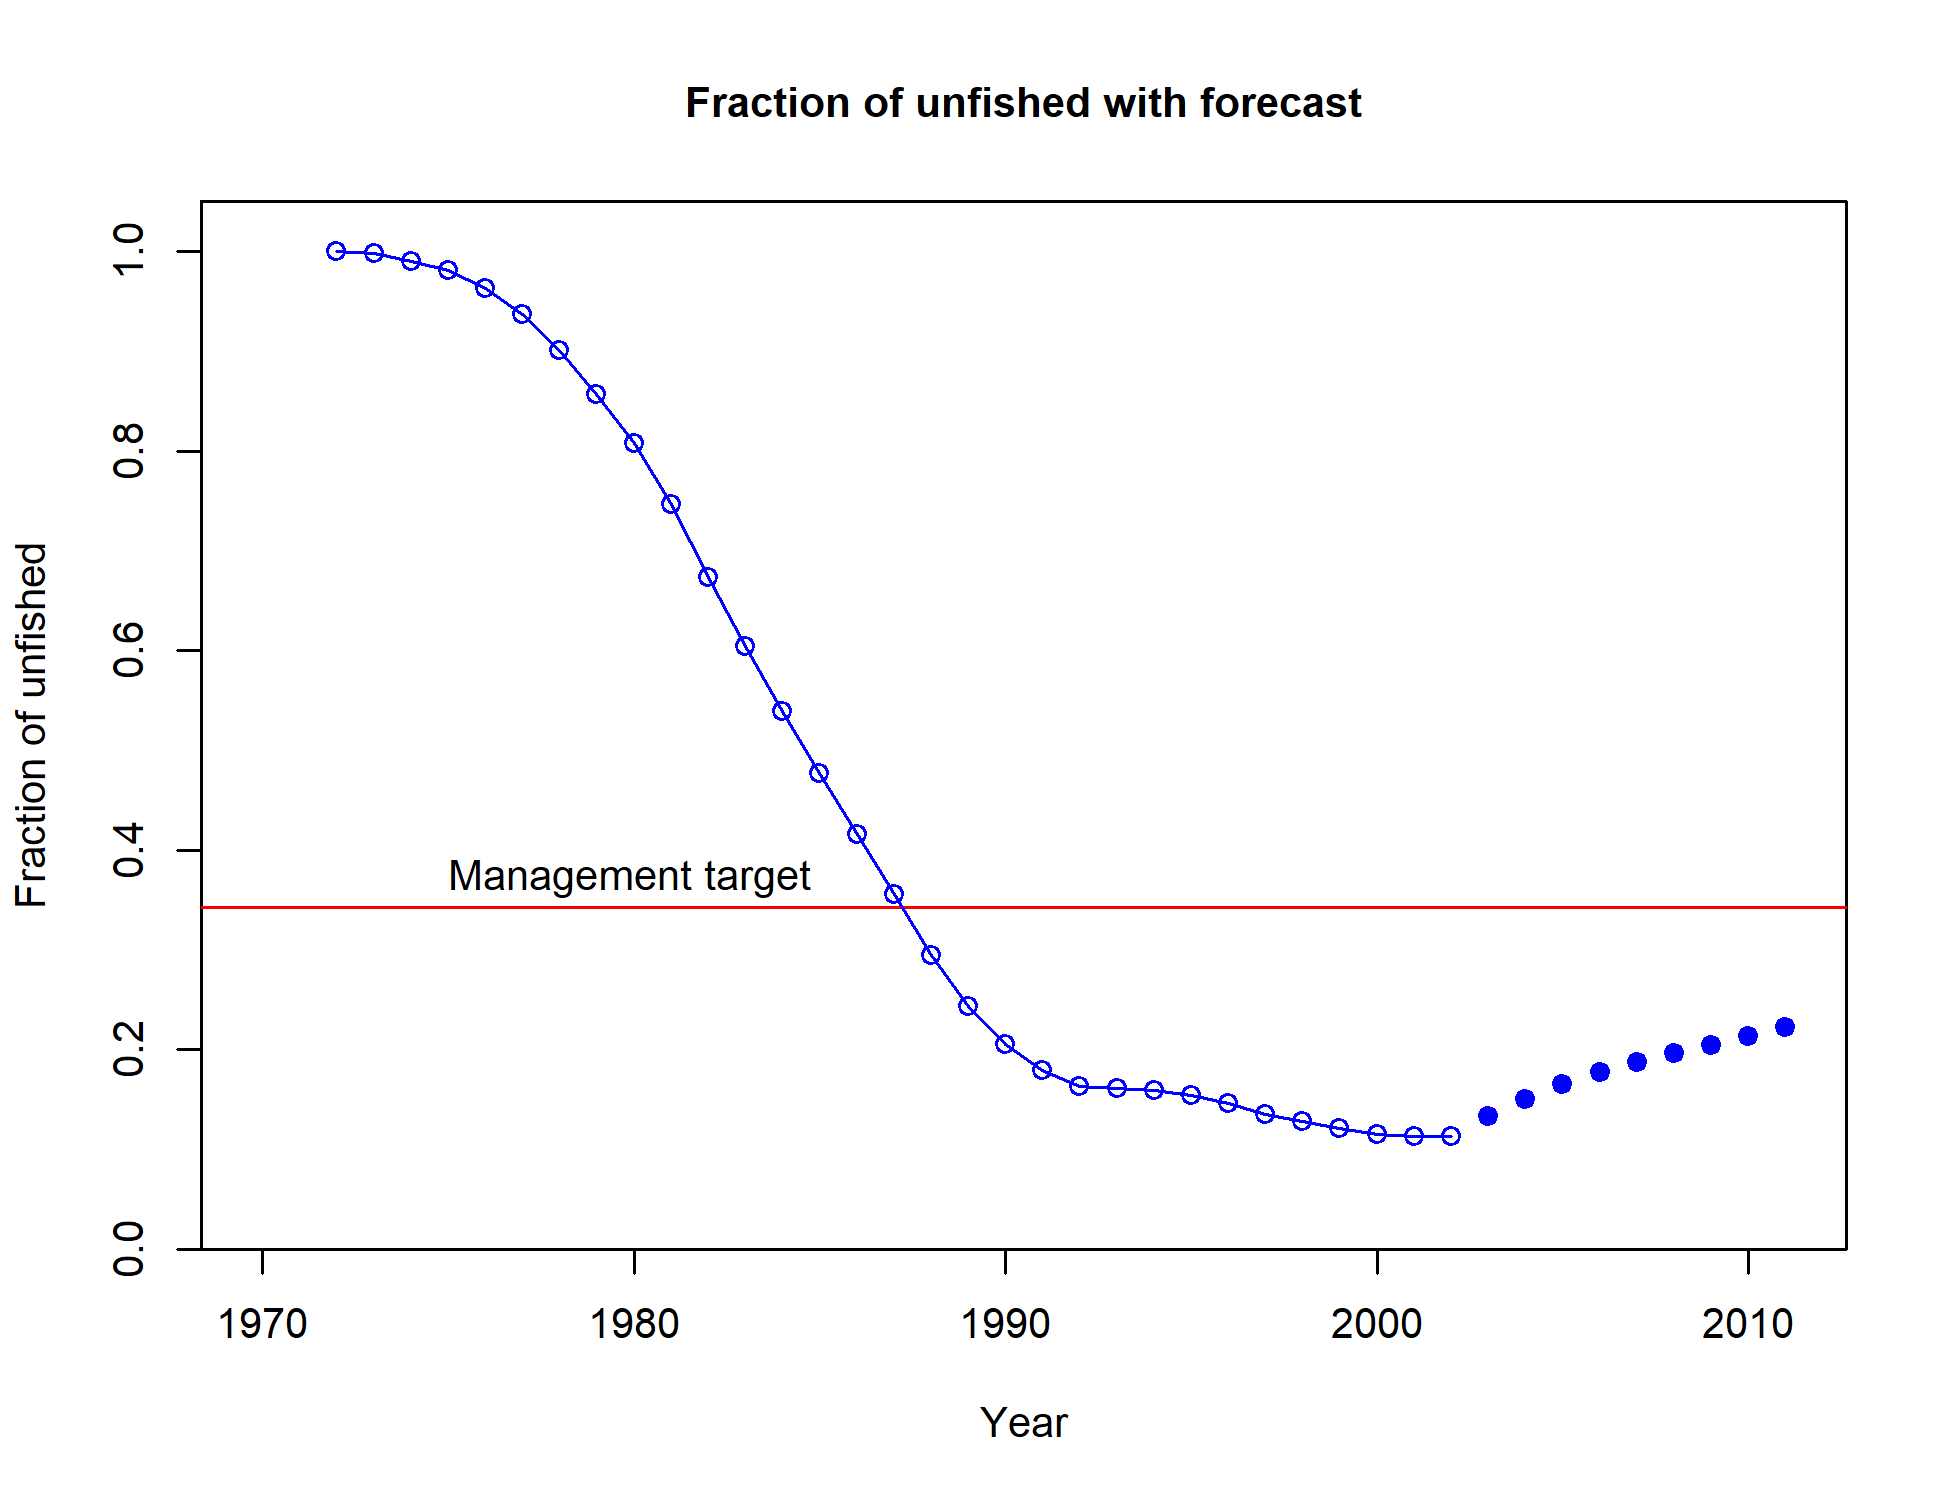 Fraction of unfished with forecast
Fraction of unfished
1.0
0.8
0.6
0.4
0.2
0.0
Management target
1970 1980 1990 2000 2010
Year